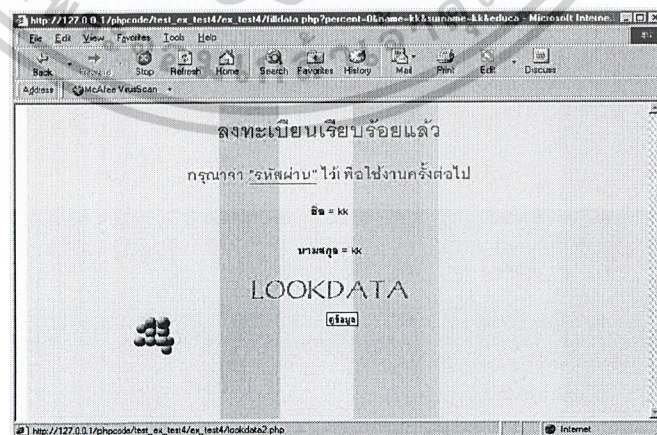 http://127.0.0.1/phpcode/test_ex_test4/ex_test4/filldata.php?percent=0&name=kk&surname=kk&educa - Microsoft Interne...
File Edit View Favorites Tools Help
Back Forward Stop Refresh Home Search Favorites History Mail Print Edit Discuss
Address McAfee VirusScan
ลงทะเบียนเรียบร้อยแล้ว
กรุณาจำ "รหัสผ่าน" ไว้เพื่อใช้งานครั้งต่อไป
ชื่อ = kk
นามสกุล = kk
LOOKDATA
ดูข้อมูล
http://127.0.0.1/phpcode/test_ex_test4/ex_test4/lookdata2.php Internet